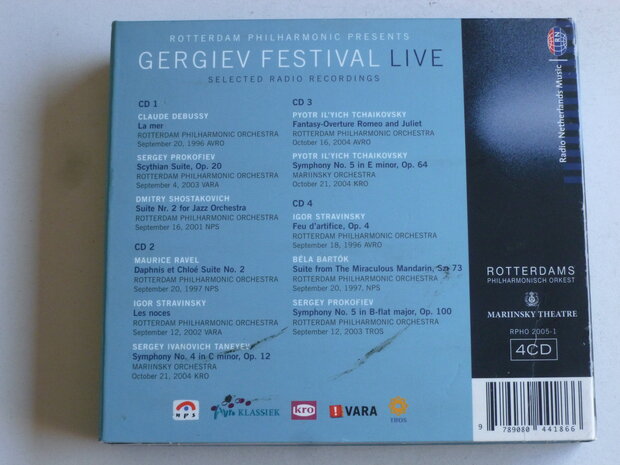 ROTTERDAM PHILHARMONIC PRESENTS
GERGIEV FESTIVAL LIVE
SELECTED RADIO RECORDINGS
CD 1
CLAUDE DEBUSSY
La mer
ROTTERDAM PHILHARMONIC ORCHESTRA
September 20, 1996 AVRO
SERGEY PROKOFIEV
Scythian Suite, Op. 20
ROTTERDAM PHILHARMONIC ORCHESTRA
September 4, 2003 VARA
DMITRY SHOSTAKOVICH
Suite Nr. 2 for Jazz Orchestra
ROTTERDAM PHILHARMONIC ORCHESTRA
September 16, 2001 NPS
CD 2
MAURICE RAVEL
Daphnis et Chloé Suite No. 2
ROTTERDAM PHILHARMONIC ORCHESTRA
September 20, 1997, NPS
IGOR STRAVINSKY
Les noces
ROTTERDAM PHILHARMONIC ORCHESTRA
September 12, 2002 VARA
SERGEY IVANOVICH TANEYEV
Symphony No. 4 in C minor, Op. 12
MARIINSKY ORCHESTRA
October 21, 2004 KRO
CD 3
PYOTR IL'YICH TCHAIKOVSKY
Fantasy-Overture Romeo and Juliet
ROTTERDAM PHILHARMONIC ORCHESTRA
October 16, 2004 AVRO
PYOTR IL'YICH TCHAIKOVSKY
Symphony No. 5 in E minor, Op. 64
MARIINSKY ORCHESTRA
October 21, 2004 KRO
CD 4
IGOR STRAVINSKY
Feu d'artifice, Op. 4
ROTTERDAM PHILHARMONIC ORCHESTRA
September 18, 1996 AVRO
BÉLA BARTÓK
Suite from The Miraculous Mandarin, Sz. 73
ROTTERDAM PHILHARMONIC ORCHESTRA
September 20, 1997, NPS
SERGEY PROKOFIEV
Symphony No. 5 in B-flat major, Op. 100
ROTTERDAM PHILHARMONIC ORCHESTRA
September 12, 2003 TROS
nps
KLASSIEK
kro
VARA
TROS
RN
Radio Netherlands Music
ROTTERDAMS
PHILHARMONISCH ORKEST
MARIINSKY THEATRE
RPHO 2005-1
4CD
9 789080 441866